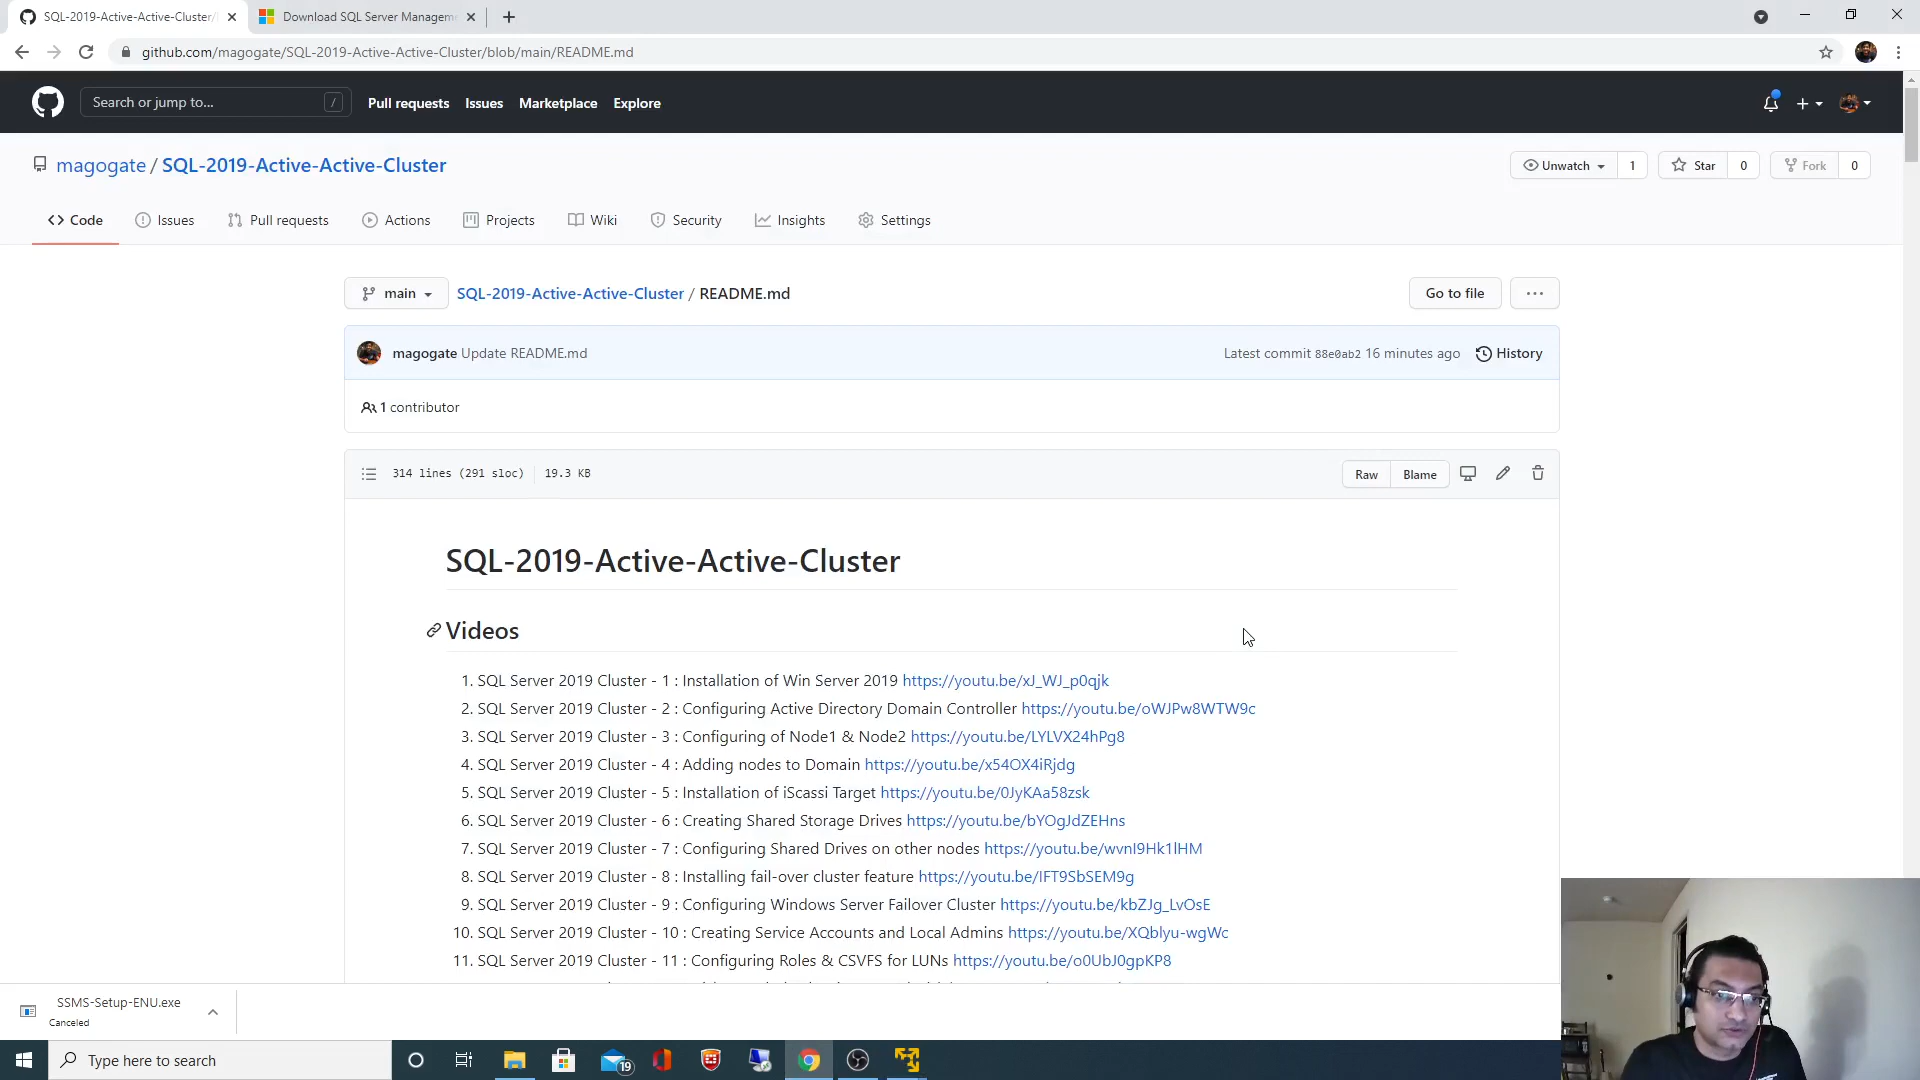 SQL-2019-Active-Active-Cluster/
Download SQL Server Managem
github.com/magogate/SQL-2019-Active-Active-Cluster/blob/main/README.md
Search or jump to... /
Pull requests Issues Marketplace Explore
magogate / SQL-2019-Active-Active-Cluster
Unwatch 1 Star 0 Fork 0
Code Issues Pull requests Actions Projects Wiki Security Insights Settings
main SQL-2019-Active-Active-Cluster / README.md Go to file
magogate Update README.md Latest commit 88e0ab2 16 minutes ago History
1 contributor
314 lines (291 sloc) 19.3 KB Raw Blame
SQL-2019-Active-Active-Cluster
Videos
1. SQL Server 2019 Cluster - 1 : Installation of Win Server 2019 https://youtu.be/xJ_WJ_p0qjk
2. SQL Server 2019 Cluster - 2 : Configuring Active Directory Domain Controller https://youtu.be/oWJPw8WTW9c
3. SQL Server 2019 Cluster - 3 : Configuring of Node1 & Node2 https://youtu.be/LYLVX24hPg8
4. SQL Server 2019 Cluster - 4 : Adding nodes to Domain https://youtu.be/x54OX4iRjdg
5. SQL Server 2019 Cluster - 5 : Installation of iScassi Target https://youtu.be/0JyKAa58zsk
6. SQL Server 2019 Cluster - 6 : Creating Shared Storage Drives https://youtu.be/bYOgJdZEHns
7. SQL Server 2019 Cluster - 7 : Configuring Shared Drives on other nodes https://youtu.be/wvnI9Hk1lHM
8. SQL Server 2019 Cluster - 8 : Installing fail-over cluster feature https://youtu.be/IFT9SbSEM9g
9. SQL Server 2019 Cluster - 9 : Configuring Windows Server Failover Cluster https://youtu.be/kbZJg_LvOsE
10. SQL Server 2019 Cluster - 10 : Creating Service Accounts and Local Admins https://youtu.be/XQblyu-wgWc
11. SQL Server 2019 Cluster - 11 : Configuring Roles & CSVFS for LUNs https://youtu.be/o0UbJ0gpKP8
SSMS-Setup-ENU.exe
Canceled
Type here to search
19